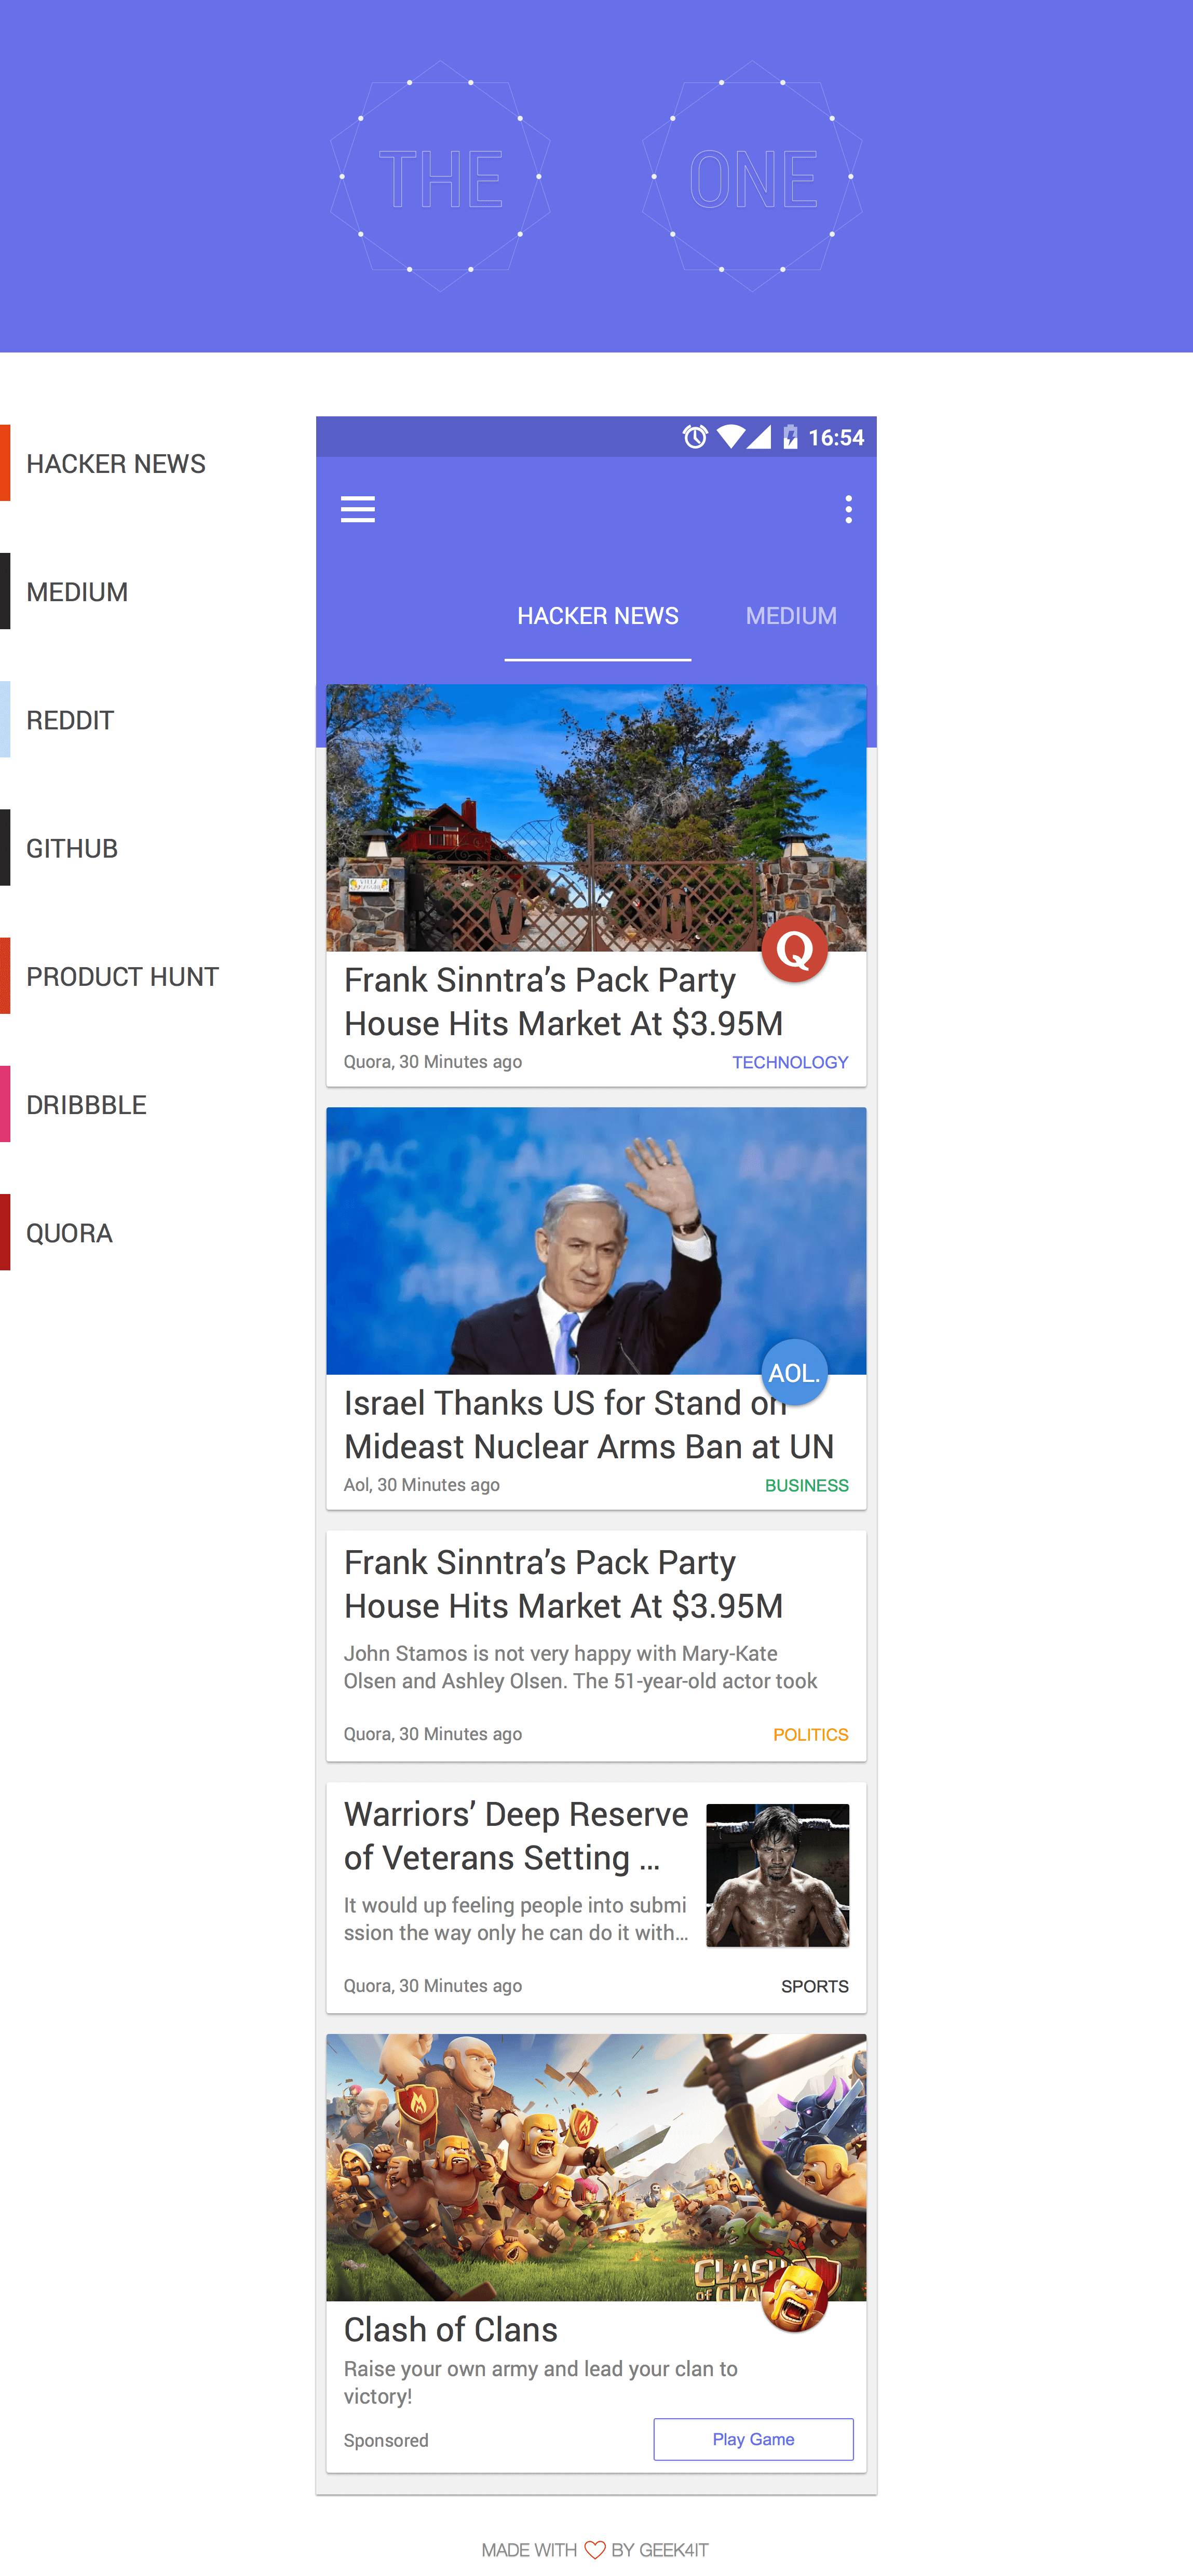 THE
ONE
16:54
HACKER NEWS
MEDIUM
REDDIT
GITHUB
PRODUCT HUNT
DRIBBBLE
QUORA
HACKER NEWS
MEDIUM
Q
Frank Sinntra’s Pack Party
House Hits Market At $3.95M
Quora, 30 Minutes ago
TECHNOLOGY
IPAC
AIPAC
AIPAC
AOL.
Israel Thanks US for Stand on
Mideast Nuclear Arms Ban at UN
Aol, 30 Minutes ago
BUSINESS
Frank Sinntra’s Pack Party
House Hits Market At $3.95M
John Stamos is not very happy with Mary-Kate
Olsen and Ashley Olsen. The 51-year-old actor took
Quora, 30 Minutes ago
POLITICS
Warriors’ Deep Reserve
of Veterans Setting ...
It would up feeling people into submi
ssion the way only he can do it with...
Quora, 30 Minutes ago
SPORTS
CLASH
of CLA
Clash of Clans
Raise your own army and lead your clan to
victory!
Sponsored
Play Game
MADE WITH ♡ BY GEEK4IT